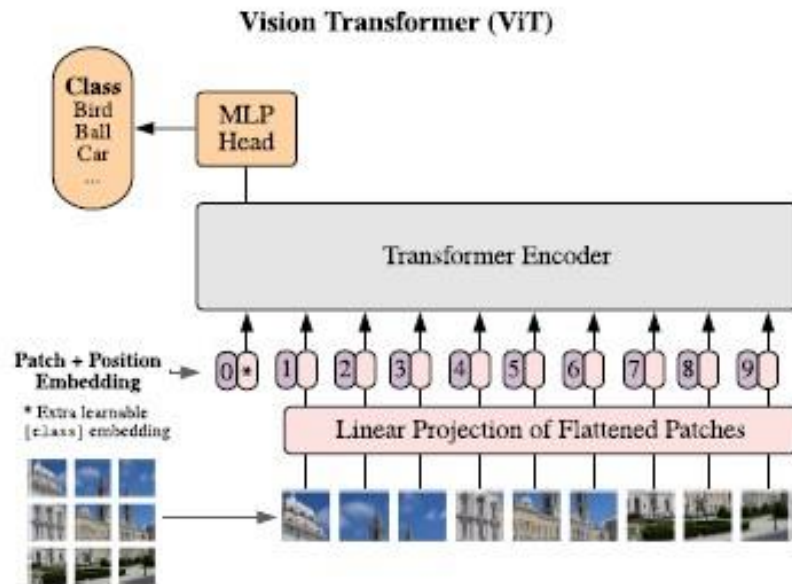 Vision Transformer (ViT)
Class
Bird
Ball
Car
...
MLP
Head
Transformer Encoder
Patch + Position
Embedding
0 * 1 2 3 4 5 6 7 8 9
* Extra learnable
[class] embedding
Linear Projection of Flattened Patches